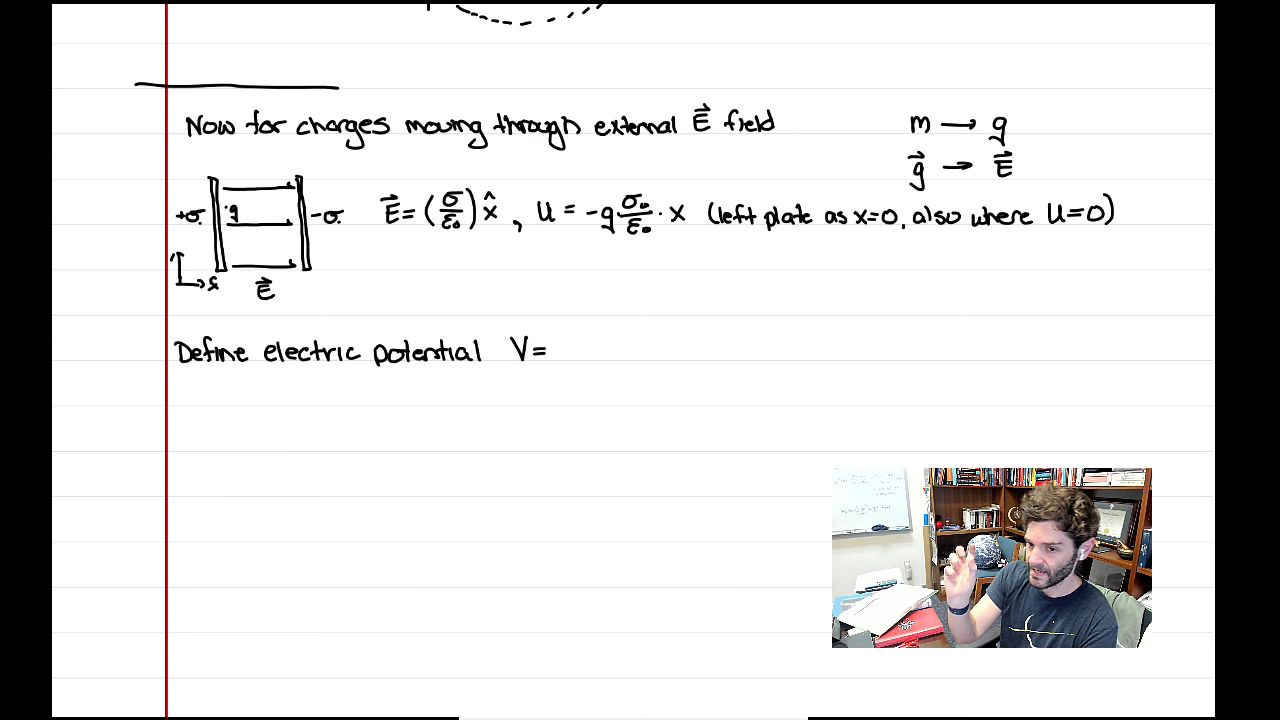 Now for charges moving through external E⃗ field
m → q
g⃗ → E⃗
+σ q -σ E⃗ = (σ/ε₀) x̂ , U = -q σ₀/ε₀ · x (left plate as x=0, also where U=0)
x
E⃗
Define electric potential V=